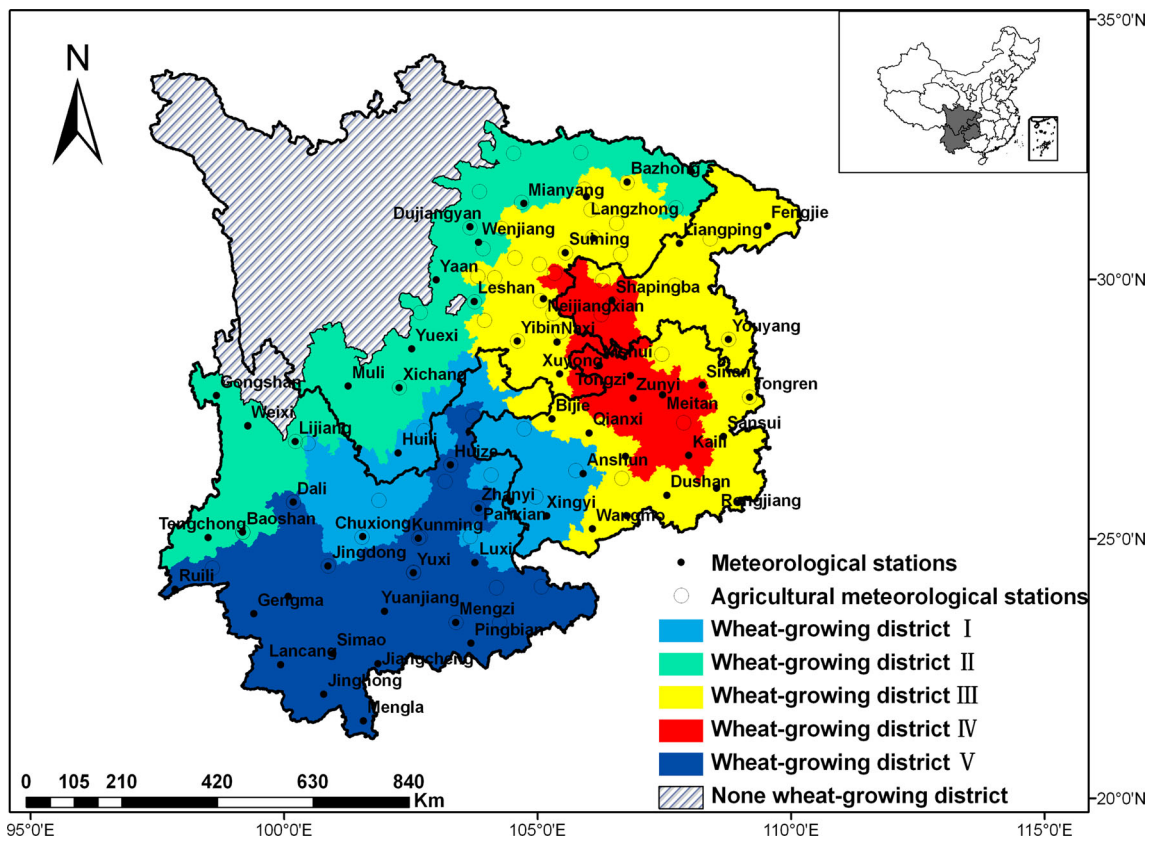 35°0'N
N
Bazhong
Mianyang
Langzhong
Fengjie
Dujiangyan
Wenjiang
Suining
Liangping
Yaan
30°0'N
Leshan
Shapingba
Neijiangxian
Youyang
Yibin
Naxi
Yuexi
Xuyong
Xishui
Sinan
Muli
Xichang
Tongzi
Zunyi
Tongren
Gongshan
Meitan
Weixi
Bijie
Qianxi
Sansui
Lijiang
Huili
Kaili
Huize
Anshun
Dali
Dushan
Zhanyi
Xingyi
Rongjiang
Tengchong
Baoshan
Chuxiong
Kunming
Panxian
Wangmo
25°0'N
Jingdong
Yuxi
Luxi
Ruili
Gengma
Yuanjiang
Mengzi
Simao
Pingbian
Lancang
Jiangcheng
Jinghong
Mengla
Meteorological stations
Agricultural meteorological stations
Wheat-growing district Ⅰ
Wheat-growing district Ⅱ
Wheat-growing district Ⅲ
Wheat-growing district Ⅳ
Wheat-growing district Ⅴ
None wheat-growing district
0 105 210 420 630 840
Km
20°0'N
95°0'E 100°0'E 105°0'E 110°0'E 115°0'E